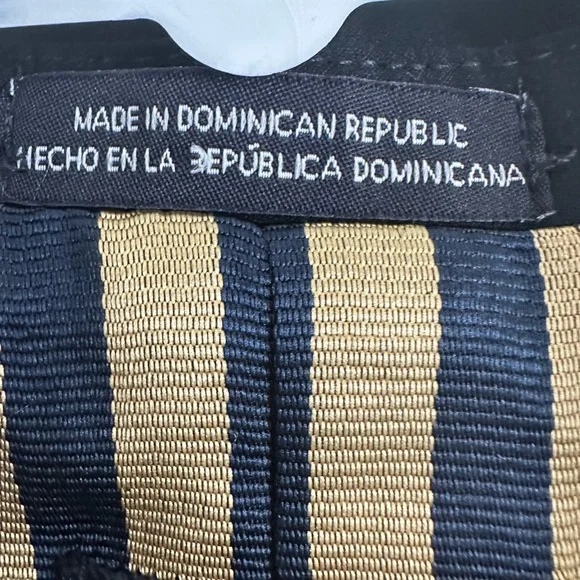 MADE IN DOMINICAN REPUBLIC
HECHO EN LA REPÚBLICA DOMINICANA